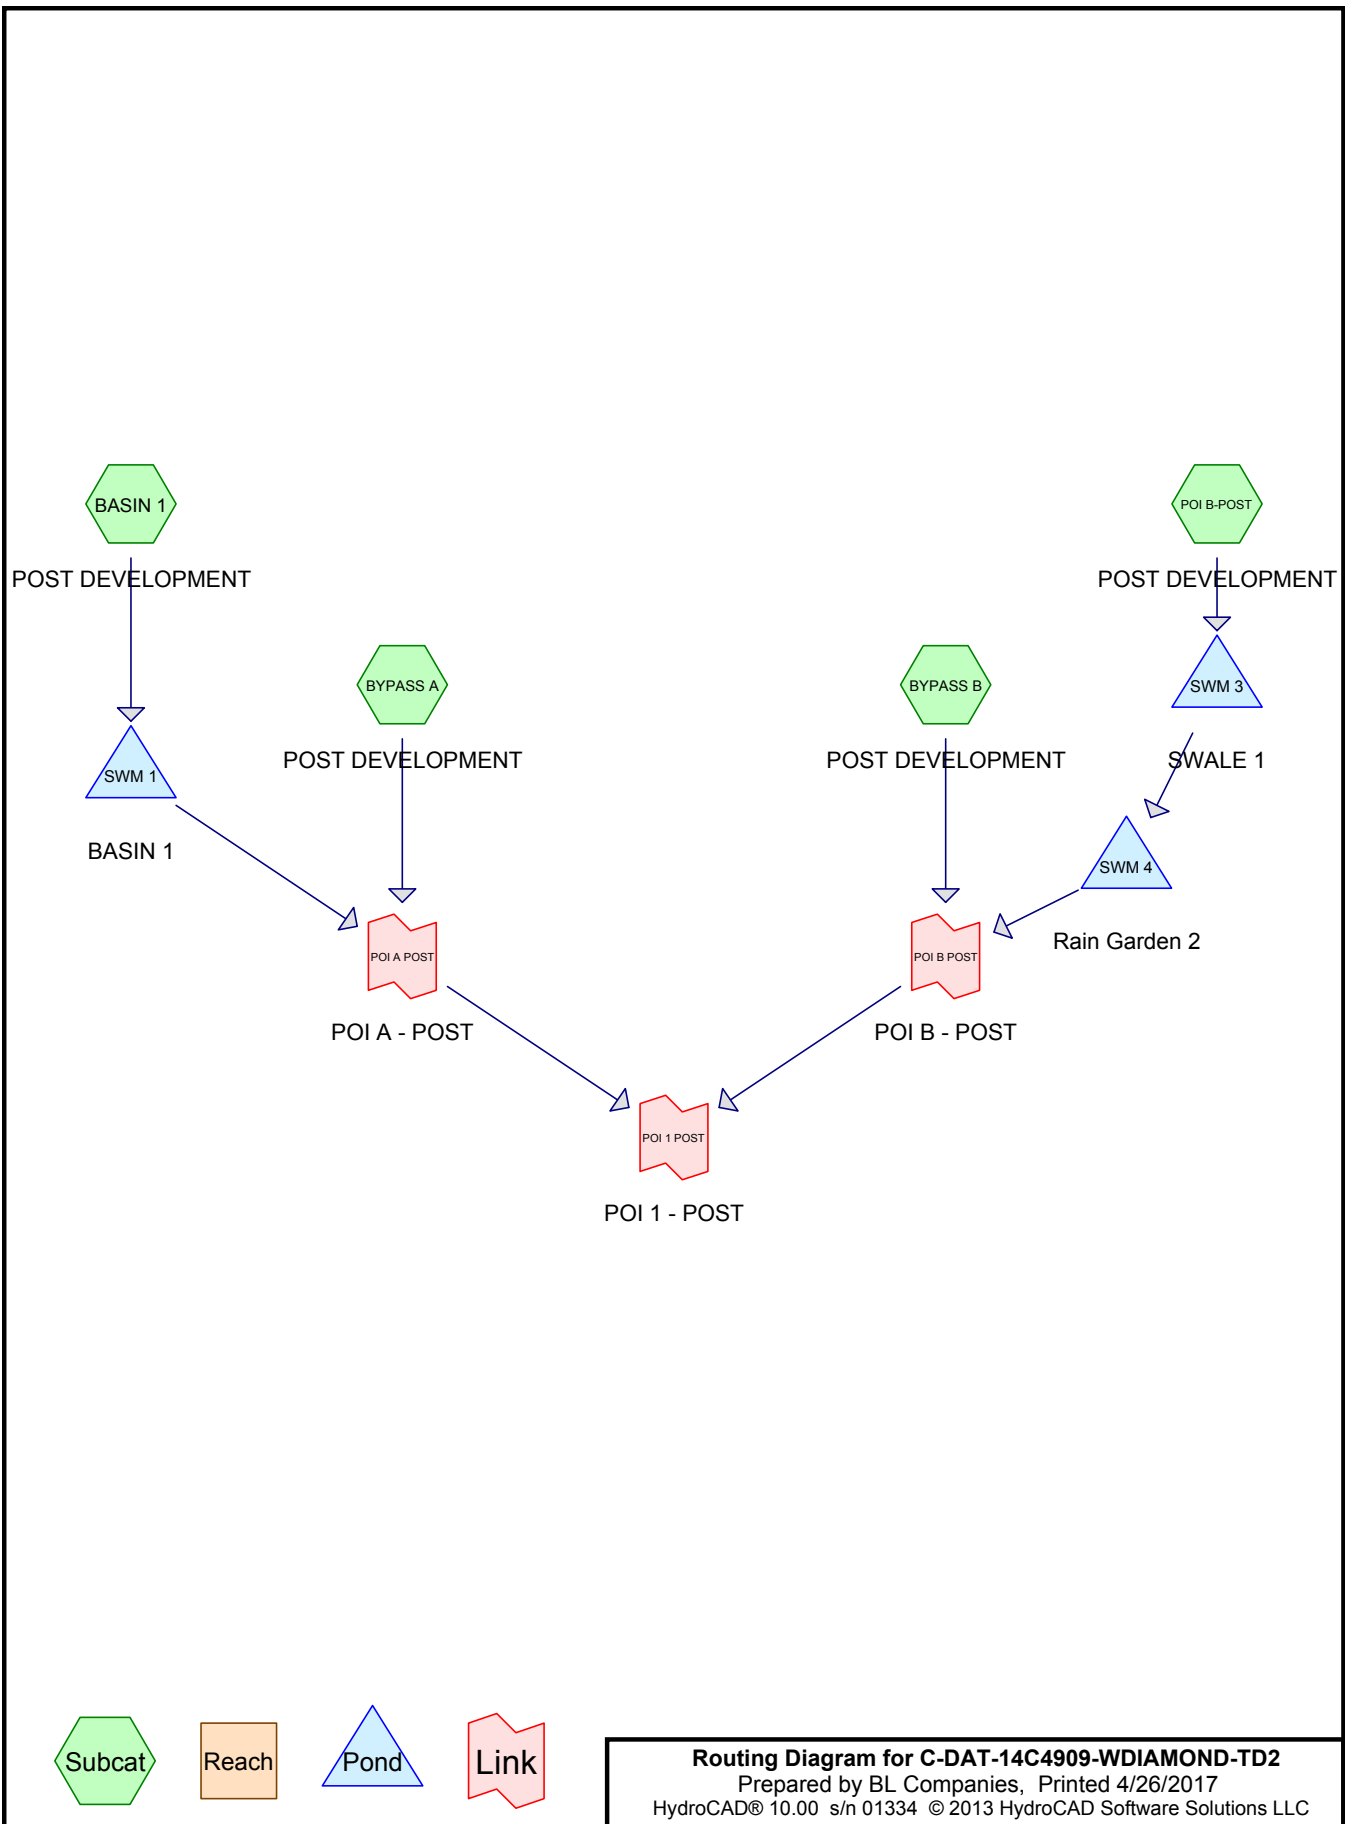 BASIN 1
POST DEVELOPMENT
POI B-POST
POST DEVELOPMENT
BYPASS A
POST DEVELOPMENT
BYPASS B
POST DEVELOPMENT
SWM 3
SWALE 1
SWM 1
BASIN 1
SWM 4
Rain Garden 2
POI A POST
POI A - POST
POI B POST
POI B - POST
POI 1 POST
POI 1 - POST
Subcat
Reach
Pond
Link
Routing Diagram for C-DAT-14C4909-WDIAMOND-TD2
Prepared by BL Companies, Printed 4/26/2017
HydroCAD® 10.00 s/n 01334 © 2013 HydroCAD Software Solutions LLC